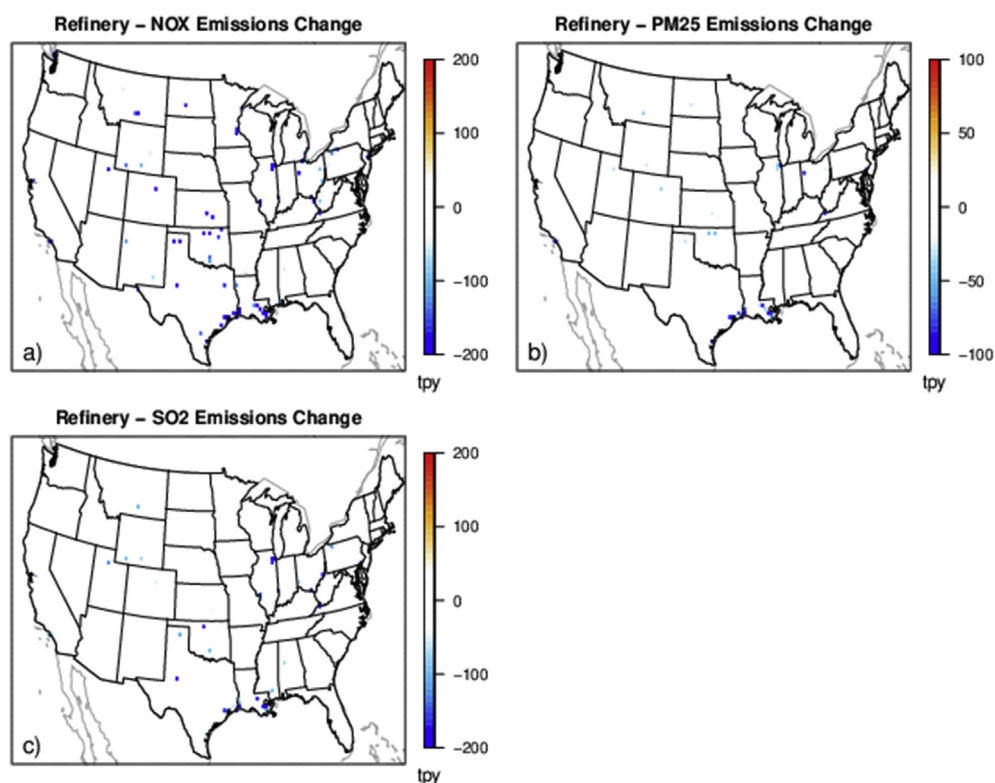 Refinery – NOX Emissions Change
200
100
0
−100
−200
tpy
a)
Refinery – PM25 Emissions Change
100
50
0
−50
−100
tpy
b)
Refinery – SO2 Emissions Change
200
100
0
−100
−200
tpy
c)